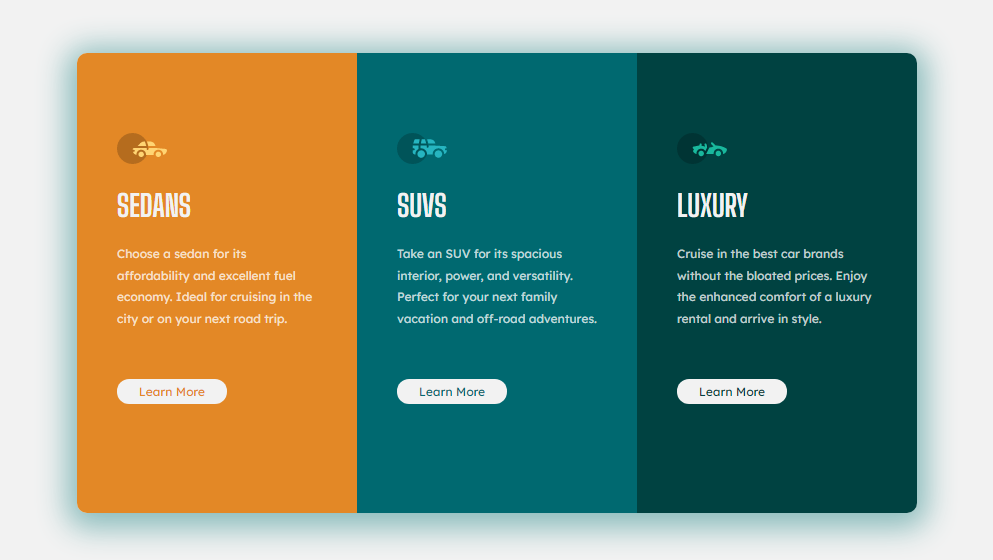 SEDANS
Choose a sedan for its
affordability and excellent fuel
economy. Ideal for cruising in the
city or on your next road trip.
Learn More
SUVS
Take an SUV for its spacious
interior, power, and versatility.
Perfect for your next family
vacation and off-road adventures.
Learn More
LUXURY
Cruise in the best car brands
without the bloated prices. Enjoy
the enhanced comfort of a luxury
rental and arrive in style.
Learn More